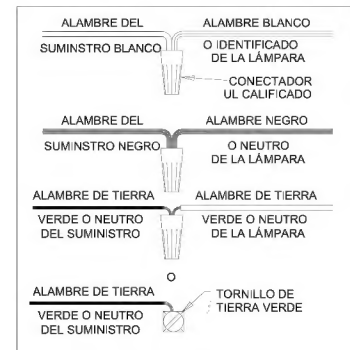 ALAMBRE DEL
SUMINSTRO BLANCO
ALAMBRE BLANCO
O IDENTIFICADO
DE LA LÁMPARA
CONECTADOR
UL CALIFICADO
ALAMBRE DEL
SUMINSTRO NEGRO
ALAMBRE NEGRO
O NEUTRO
DE LA LÁMPARA
ALAMBRE DE TIERRA
VERDE O NEUTRO
DEL SUMINISTRO
ALAMBRE DE TIERRA
VERDE O NEUTRO
DE LA LÁMPARA
O
ALAMBRE DE TIERRA
VERDE O NEUTRO
DEL SUMINISTRO
TORNILLO DE
TIERRA VERDE